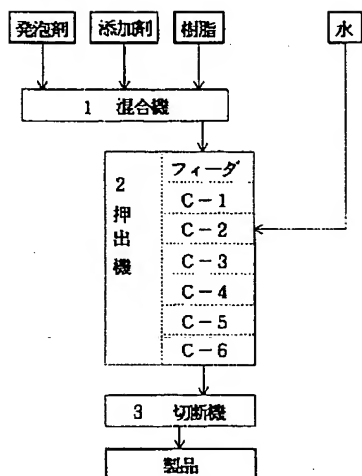 発泡剤 添加剤 樹脂 水
1 混合機
2 押出機
フィーダ
C-1
C-2
C-3
C-4
C-5
C-6
3 切断機
製品